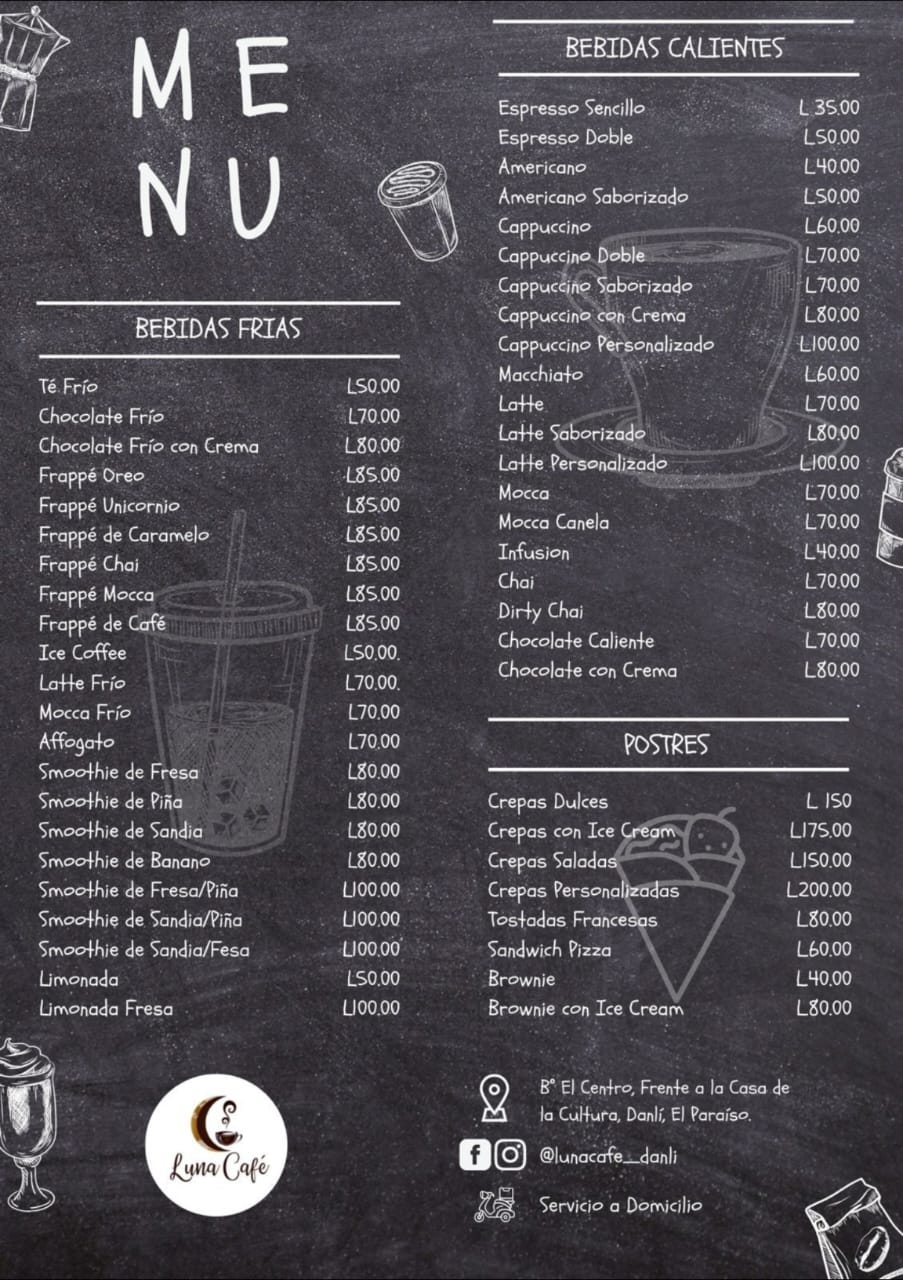 MENU
BEBIDAS FRIAS
Té Frío L50.00
Chocolate Frío L70.00
Chocolate Frío con Crema L80.00
Frappé Oreo L85.00
Frappé Unicornio L85.00
Frappé de Caramelo L85.00
Frappé Chai L85.00
Frappé Mocca L85.00
Frappé de Café L85.00
Ice Coffee L50.00.
Latte Frío L70.00.
Mocca Frío L70.00
Affogato L70.00
Smoothie de Fresa L80.00
Smoothie de Piña L80.00
Smoothie de Sandia L80.00
Smoothie de Banano L80.00
Smoothie de Fresa/Piña L100.00
Smoothie de Sandia/Piña L100.00
Smoothie de Sandia/Fesa L100.00
Limonada L50.00
Limonada Fresa L100.00
Luna Café
BEBIDAS CALIENTES
Espresso Sencillo L 35.00
Espresso Doble L50.00
Americano L40.00
Americano Saborizado L50.00
Cappuccino L60.00
Cappuccino Doble L70.00
Cappuccino Saborizado L70.00
Cappuccino con Crema L80.00
Cappuccino Personalizado L100.00
Macchiato L60.00
Latte L70.00
Latte Saborizado L80.00
Latte Personalizado L100.00
Mocca L70.00
Mocca Canela L70.00
Infusion L40.00
Chai L70.00
Dirty Chai L80.00
Chocolate Caliente L70.00
Chocolate con Crema L80.00
POSTRES
Crepas Dulces L 150
Crepas con Ice Cream L175.00
Crepas Saladas L150.00
Crepas Personalizadas L200.00
Tostadas Francesas L80.00
Sandwich Pizza L60.00
Brownie L40.00
Brownie con Ice Cream L80.00
B° El Centro, Frente a la Casa de
la Cultura, Danlí, El Paraíso.
@lunacafe_danli
Servicio a Domicilio